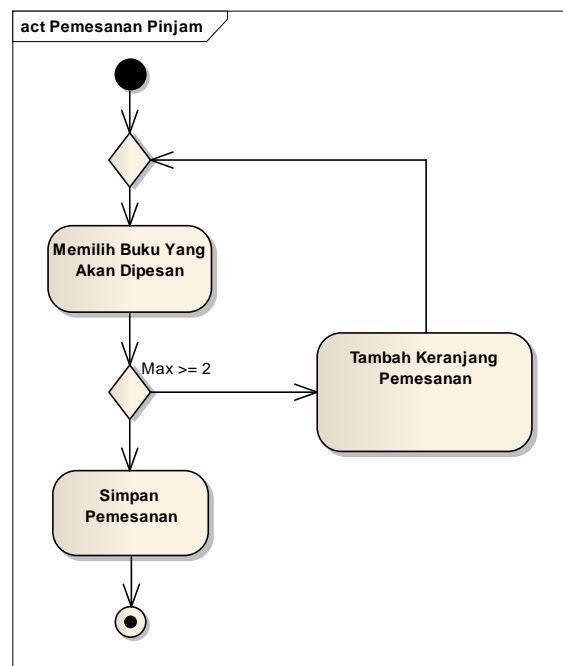 act Pemesanan Pinjam
Memilih Buku Yang
Akan Dipesan
Max >= 2
Tambah Keranjang
Pemesanan
Simpan
Pemesanan